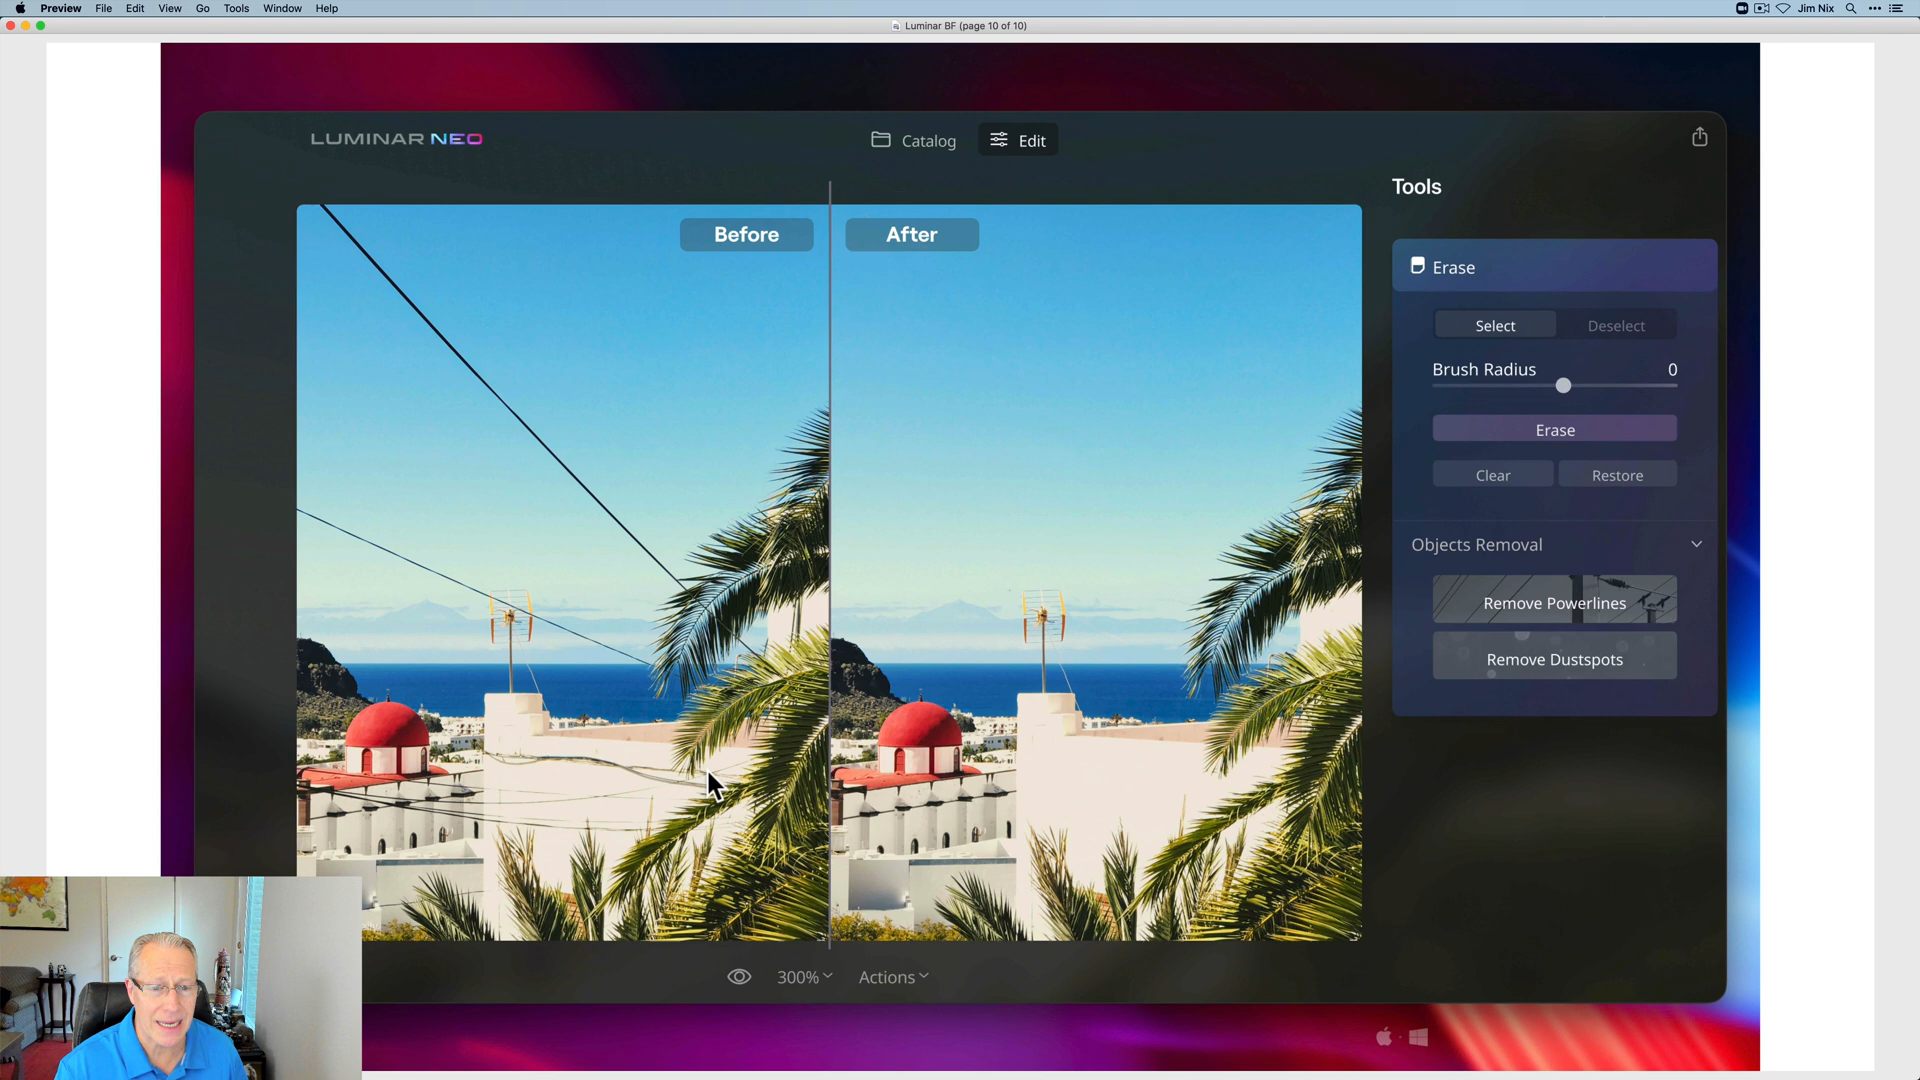 Preview File Edit View Go Tools Window Help
Jim Nix
Luminar BF (page 10 of 10)
LUMINAR NEO
Catalog
Edit
Before
After
Tools
Erase
Select
Deselect
Brush Radius 0
Erase
Clear
Restore
Objects Removal
Remove Powerlines
Remove Dustspots
300%
Actions